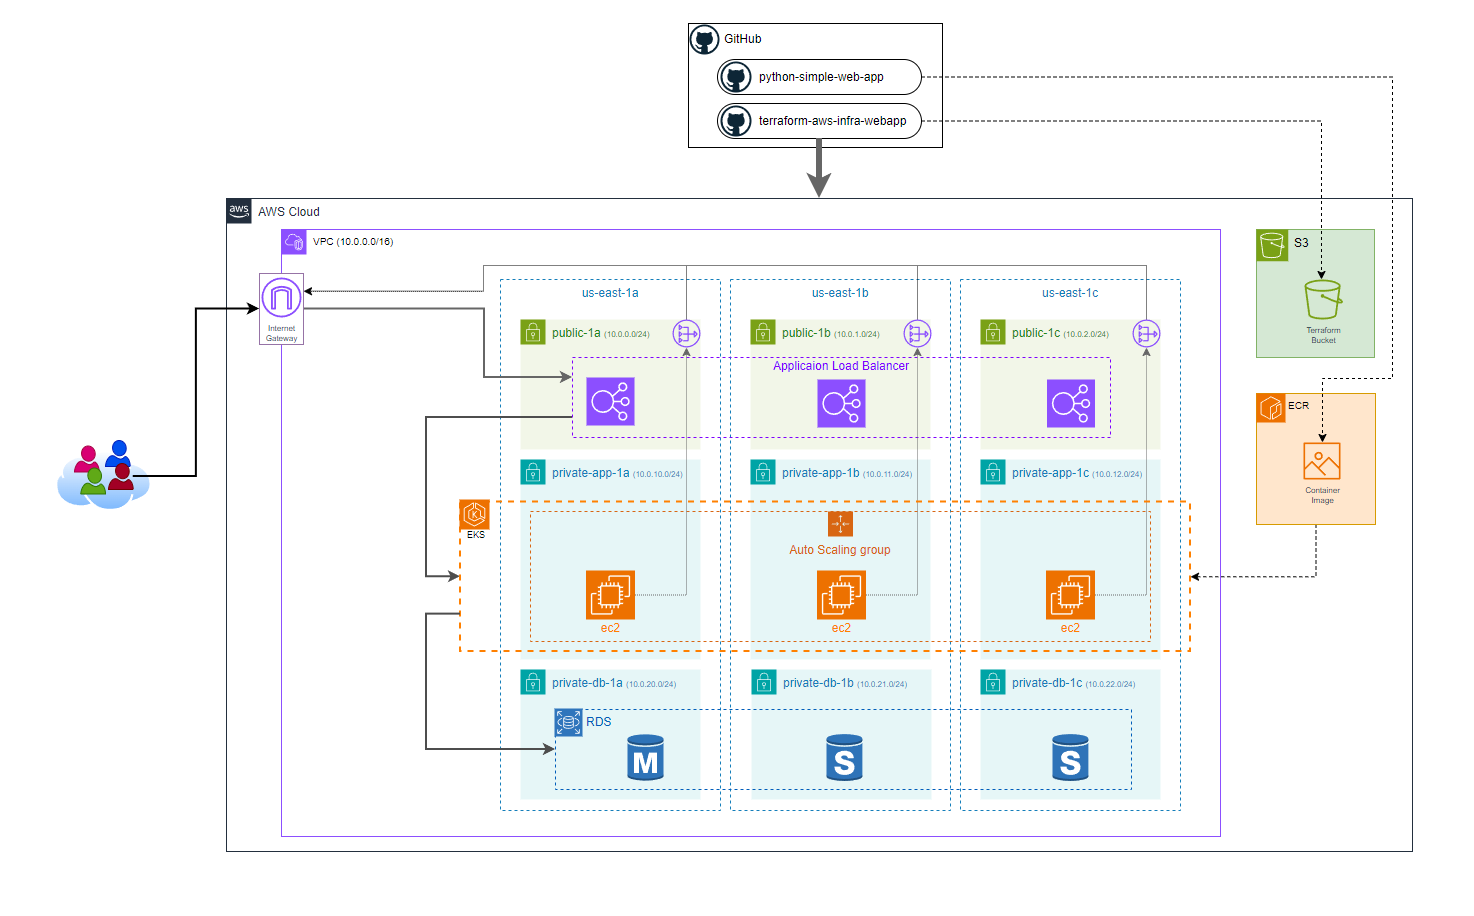 GitHub
python-simple-web-app
terraform-aws-infra-webapp
aws
AWS Cloud
VPC (10.0.0.0/16)
S3
Terraform
Bucket
ECR
Container
Image
Internet
Gateway
us-east-1a
us-east-1b
us-east-1c
public-1a (10.0.0.0/24)
public-1b (10.0.1.0/24)
public-1c (10.0.2.0/24)
Applicaion Load Balancer
private-app-1a (10.0.10.0/24)
private-app-1b (10.0.11.0/24)
private-app-1c (10.0.12.0/24)
K
EKS
Auto Scaling group
ec2
ec2
ec2
private-db-1a (10.0.20.0/24)
private-db-1b (10.0.21.0/24)
private-db-1c (10.0.22.0/24)
RDS
M
S
S